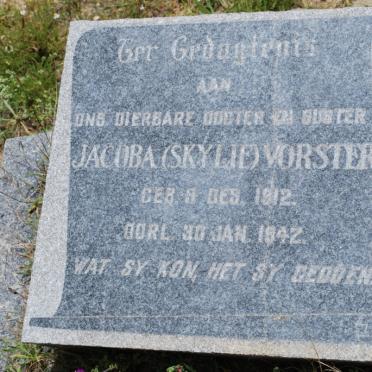 Ter Gedagtenis
AAN
ONS DIERBARE DOGTER EN SUSTER
JACOBA (SKYLIE) VORSTER
GEB. 8 DES. 1912.
OORL. 30 JAN. 1942.
WAT SY KON, HET SY GEDOEN